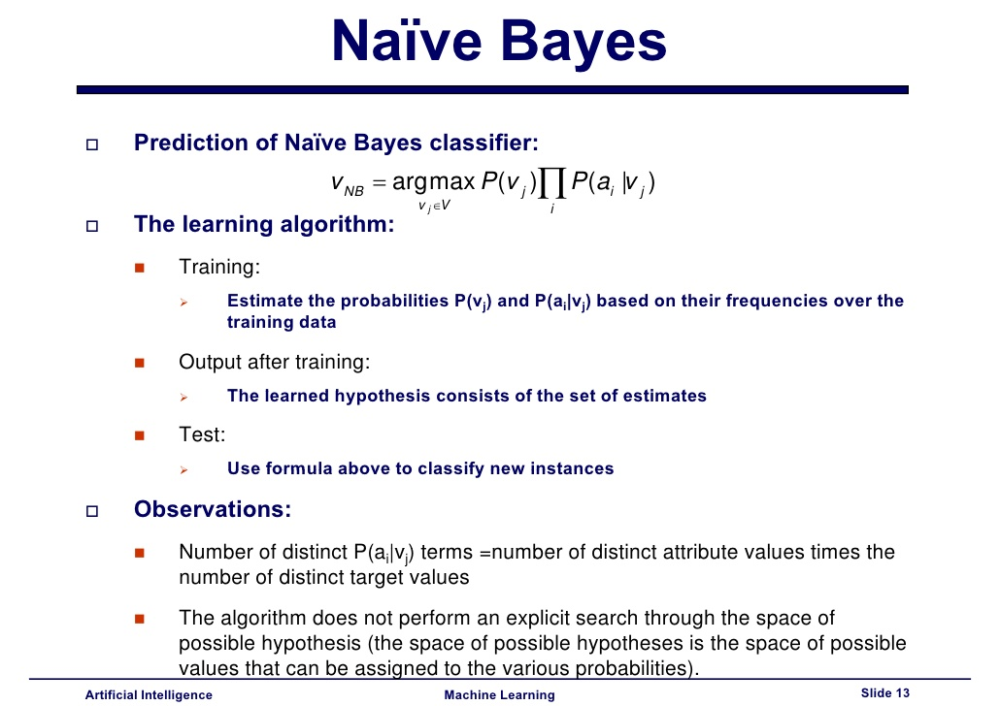 Naïve Bayes
Prediction of Naïve Bayes classifier:
v_NB = argmax P(v_j) ∏ P(a_i | v_j)
v_j ∈ V i
The learning algorithm:
Training:
Estimate the probabilities P(v_j) and P(a_i|v_j) based on their frequencies over the
training data
Output after training:
The learned hypothesis consists of the set of estimates
Test:
Use formula above to classify new instances
Observations:
Number of distinct P(a_i|v_j) terms =number of distinct attribute values times the
number of distinct target values
The algorithm does not perform an explicit search through the space of
possible hypothesis (the space of possible hypotheses is the space of possible
values that can be assigned to the various probabilities).
Artificial Intelligence Machine Learning Slide 13